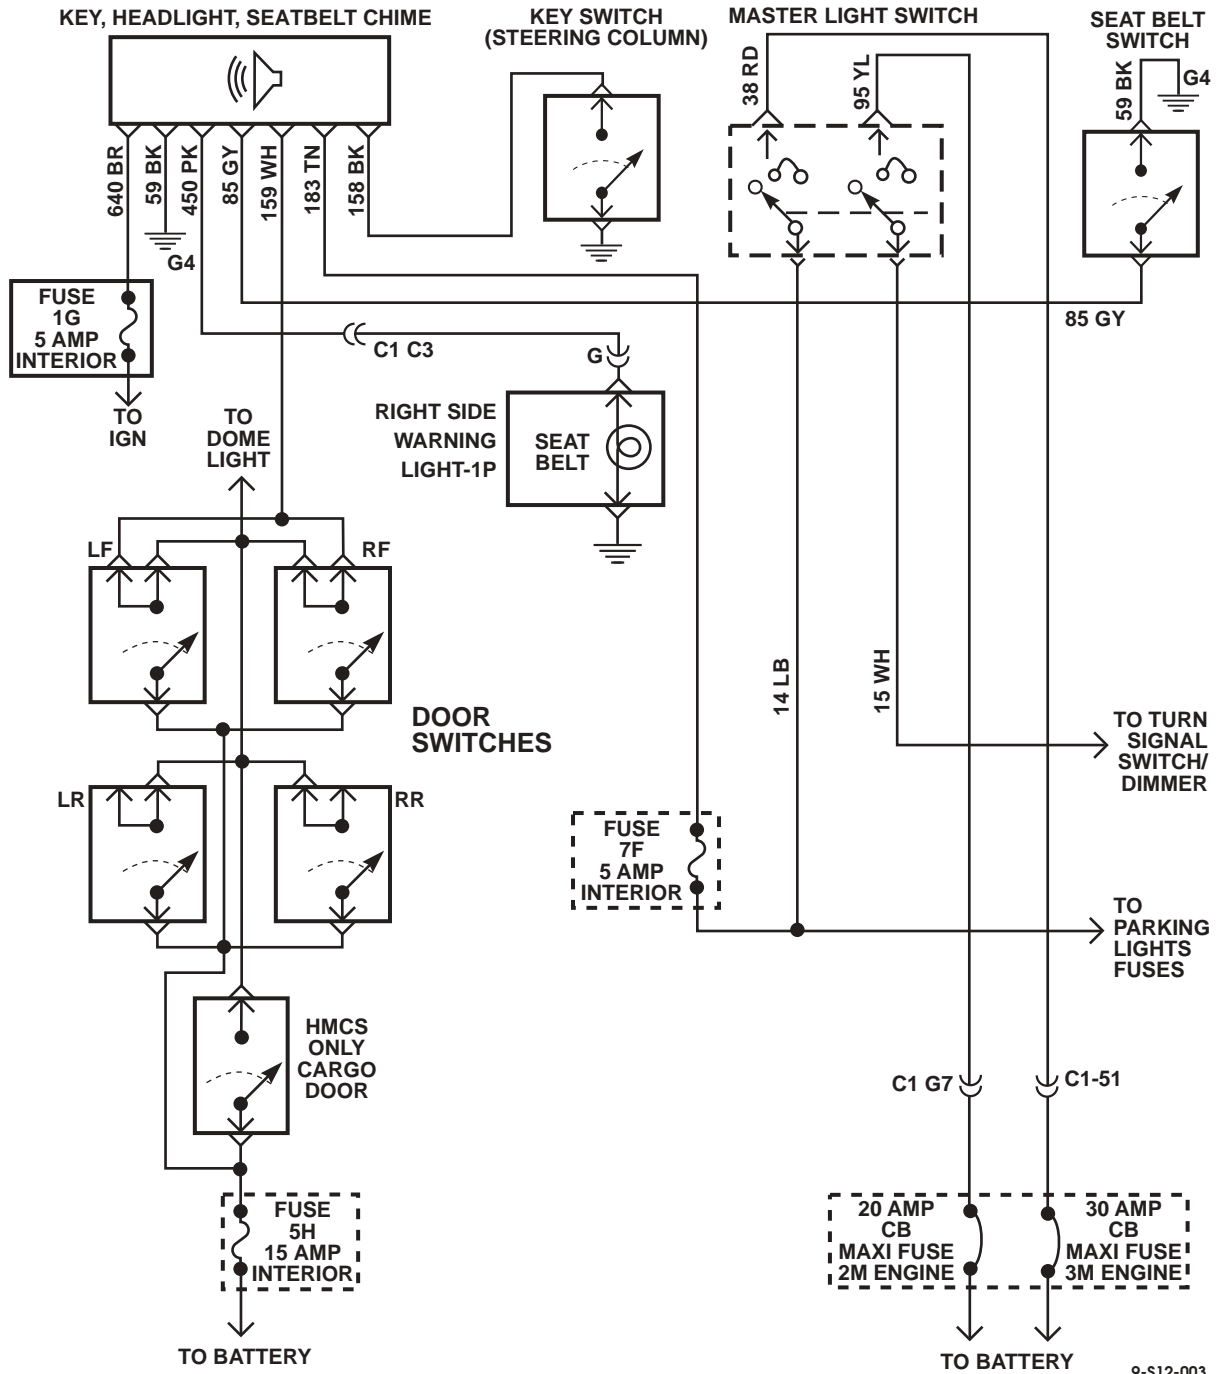 KEY, HEADLIGHT, SEATBELT CHIME
KEY SWITCH
(STEERING COLUMN)
MASTER LIGHT SWITCH
SEAT BELT
SWITCH
640 BR
59 BK
450 PK
85 GY
159 WH
183 TN
158 BK
38 RD
95 YL
59 BK
G4
G4
FUSE
1G
5 AMP
INTERIOR
TO
IGN
85 GY
C1 C3
G
RIGHT SIDE
WARNING
LIGHT-1P
SEAT
BELT
TO
DOME
LIGHT
LF
RF
DOOR
SWITCHES
14 LB
15 WH
TO TURN
SIGNAL
SWITCH/
DIMMER
LR
RR
FUSE
7F
5 AMP
INTERIOR
TO
PARKING
LIGHTS
FUSES
HMCS
ONLY
CARGO
DOOR
C1 G7
C1-51
FUSE
5H
15 AMP
INTERIOR
20 AMP
CB
MAXI FUSE
2M ENGINE
30 AMP
CB
MAXI FUSE
3M ENGINE
TO BATTERY
TO BATTERY
9-S12-003